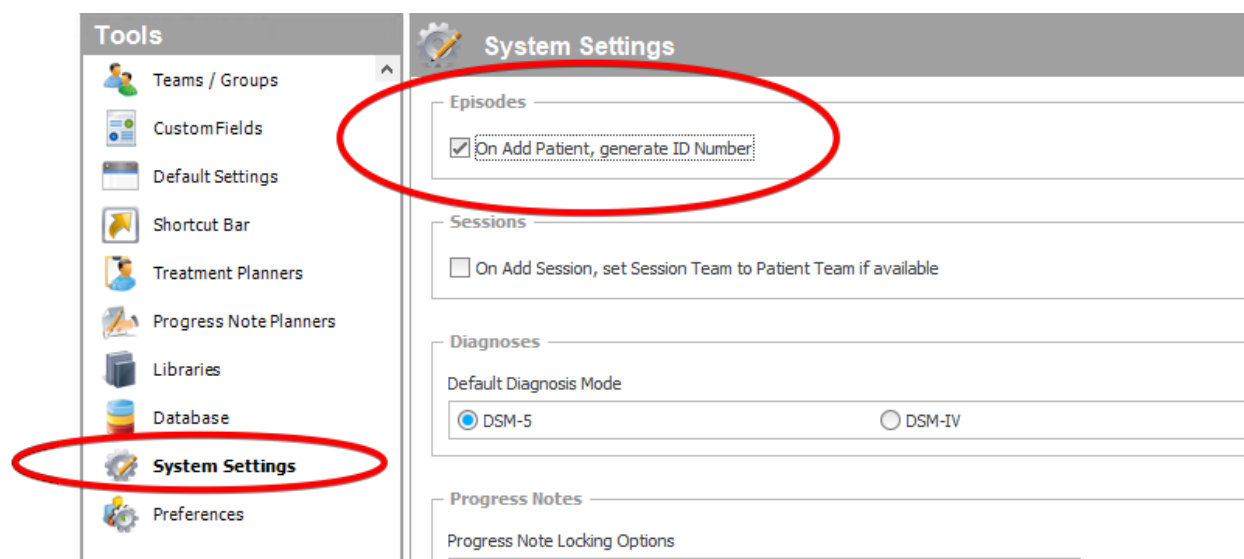 Tools
Teams / Groups
CustomFields
Default Settings
Shortcut Bar
Treatment Planners
Progress Note Planners
Libraries
Database
System Settings
Preferences
System Settings
Episodes
On Add Patient, generate ID Number
Sessions
On Add Session, set Session Team to Patient Team if available
Diagnoses
Default Diagnosis Mode
DSM-5 DSM-IV
Progress Notes
Progress Note Locking Options